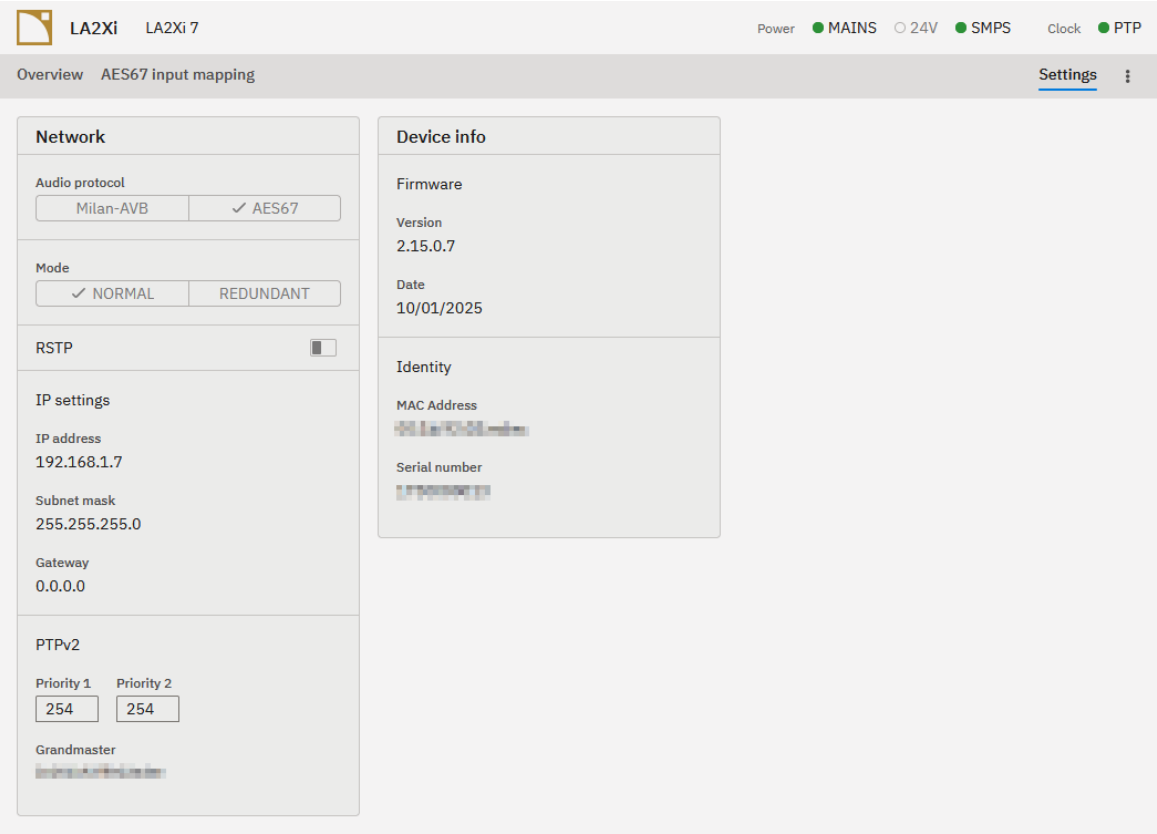 LA2Xi LA2Xi 7 Power MAINS 24V SMPS Clock PTP
Overview AES67 input mapping Settings
Network
Audio protocol
Milan-AVB AES67
Mode
NORMAL REDUNDANT
RSTP
IP settings
IP address
192.168.1.7
Subnet mask
255.255.255.0
Gateway
0.0.0.0
PTPv2
Priority 1 Priority 2
254 254
Grandmaster
Device info
Firmware
Version
2.15.0.7
Date
10/01/2025
Identity
MAC Address
Serial number